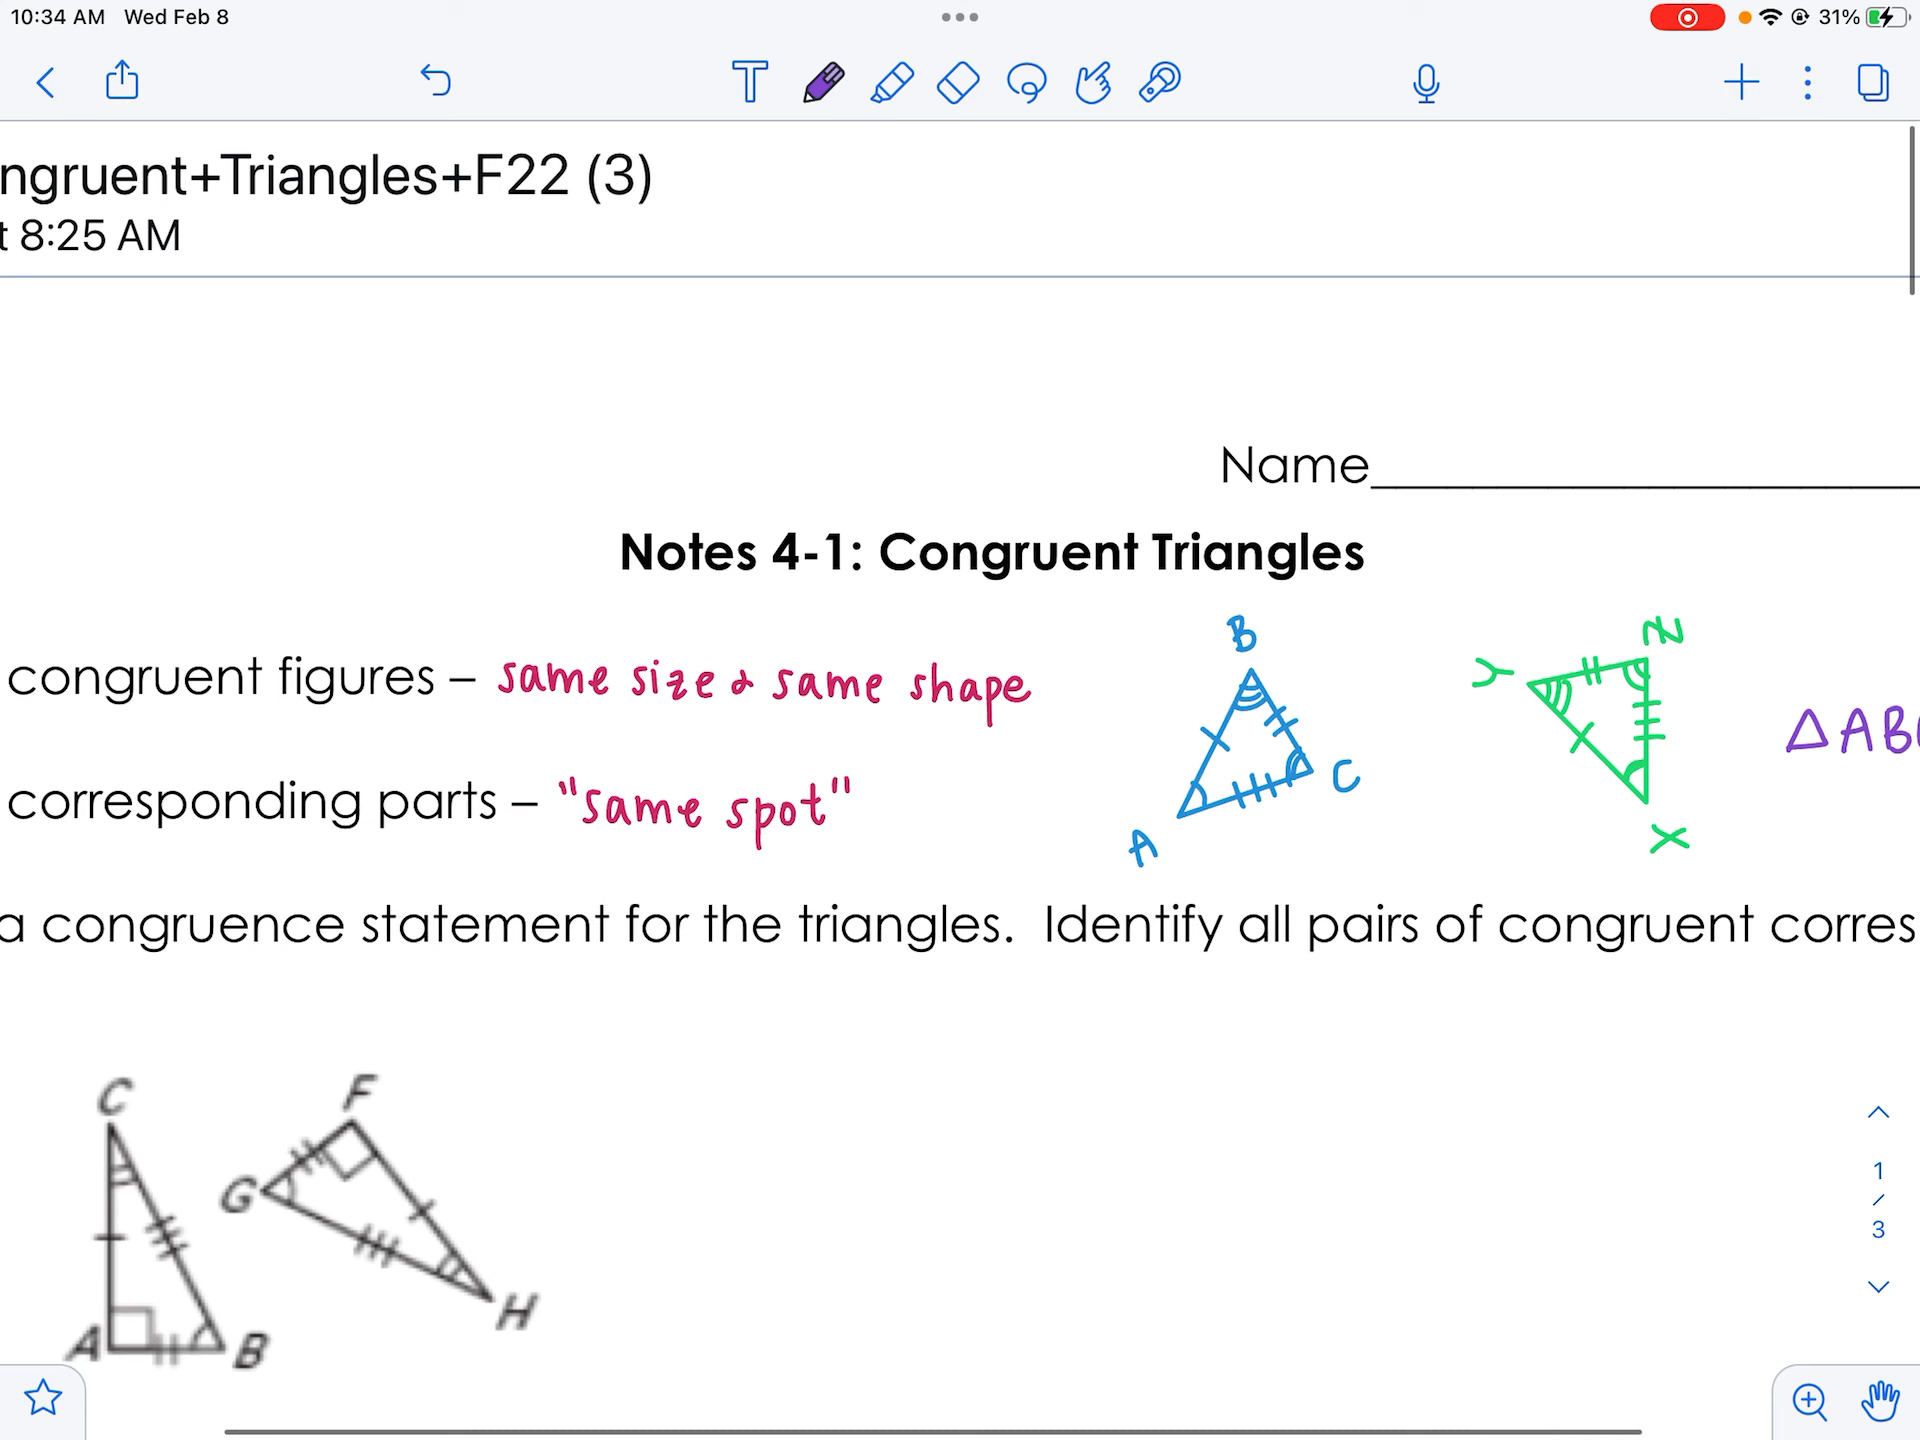 10:34 AM Wed Feb 8
31%
T
ngruent+Triangles+F22 (3)
t 8:25 AM
Name
Notes 4-1: Congruent Triangles
congruent figures – same size & same shape
corresponding parts – "same spot"
B
C
A
Y
Z
X
△ABC
a congruence statement for the triangles. Identify all pairs of congruent corres
C
A
B
F
G
H
1
/
3